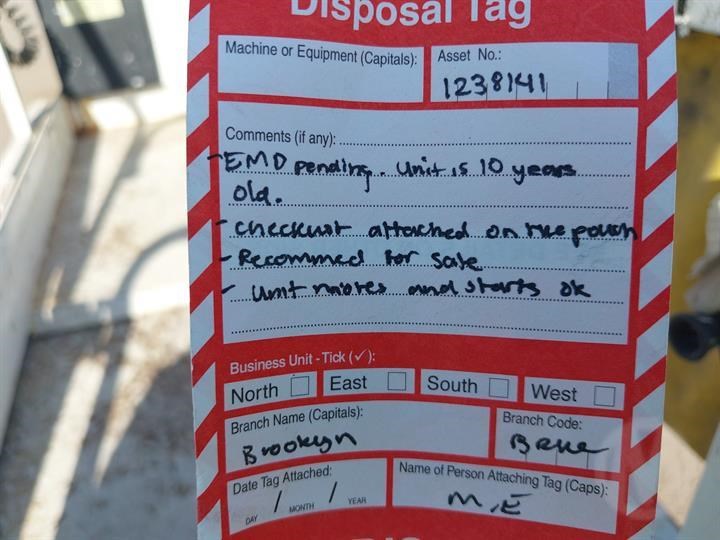 Disposal Tag
Machine or Equipment (Capitals):
Asset No.:
1238141
Comments (if any):
- EMD pending. Unit is 10 years
old.
- Checklist attached on the pouch
- Recommed for Sale
- Unit moves and starts ok
Business Unit - Tick (✓):
North
East
South
West
Branch Name (Capitals):
Brooklyn
Branch Code:
Date Tag Attached:
/ /
DAY MONTH YEAR
Name of Person Attaching Tag (Caps):
M.E